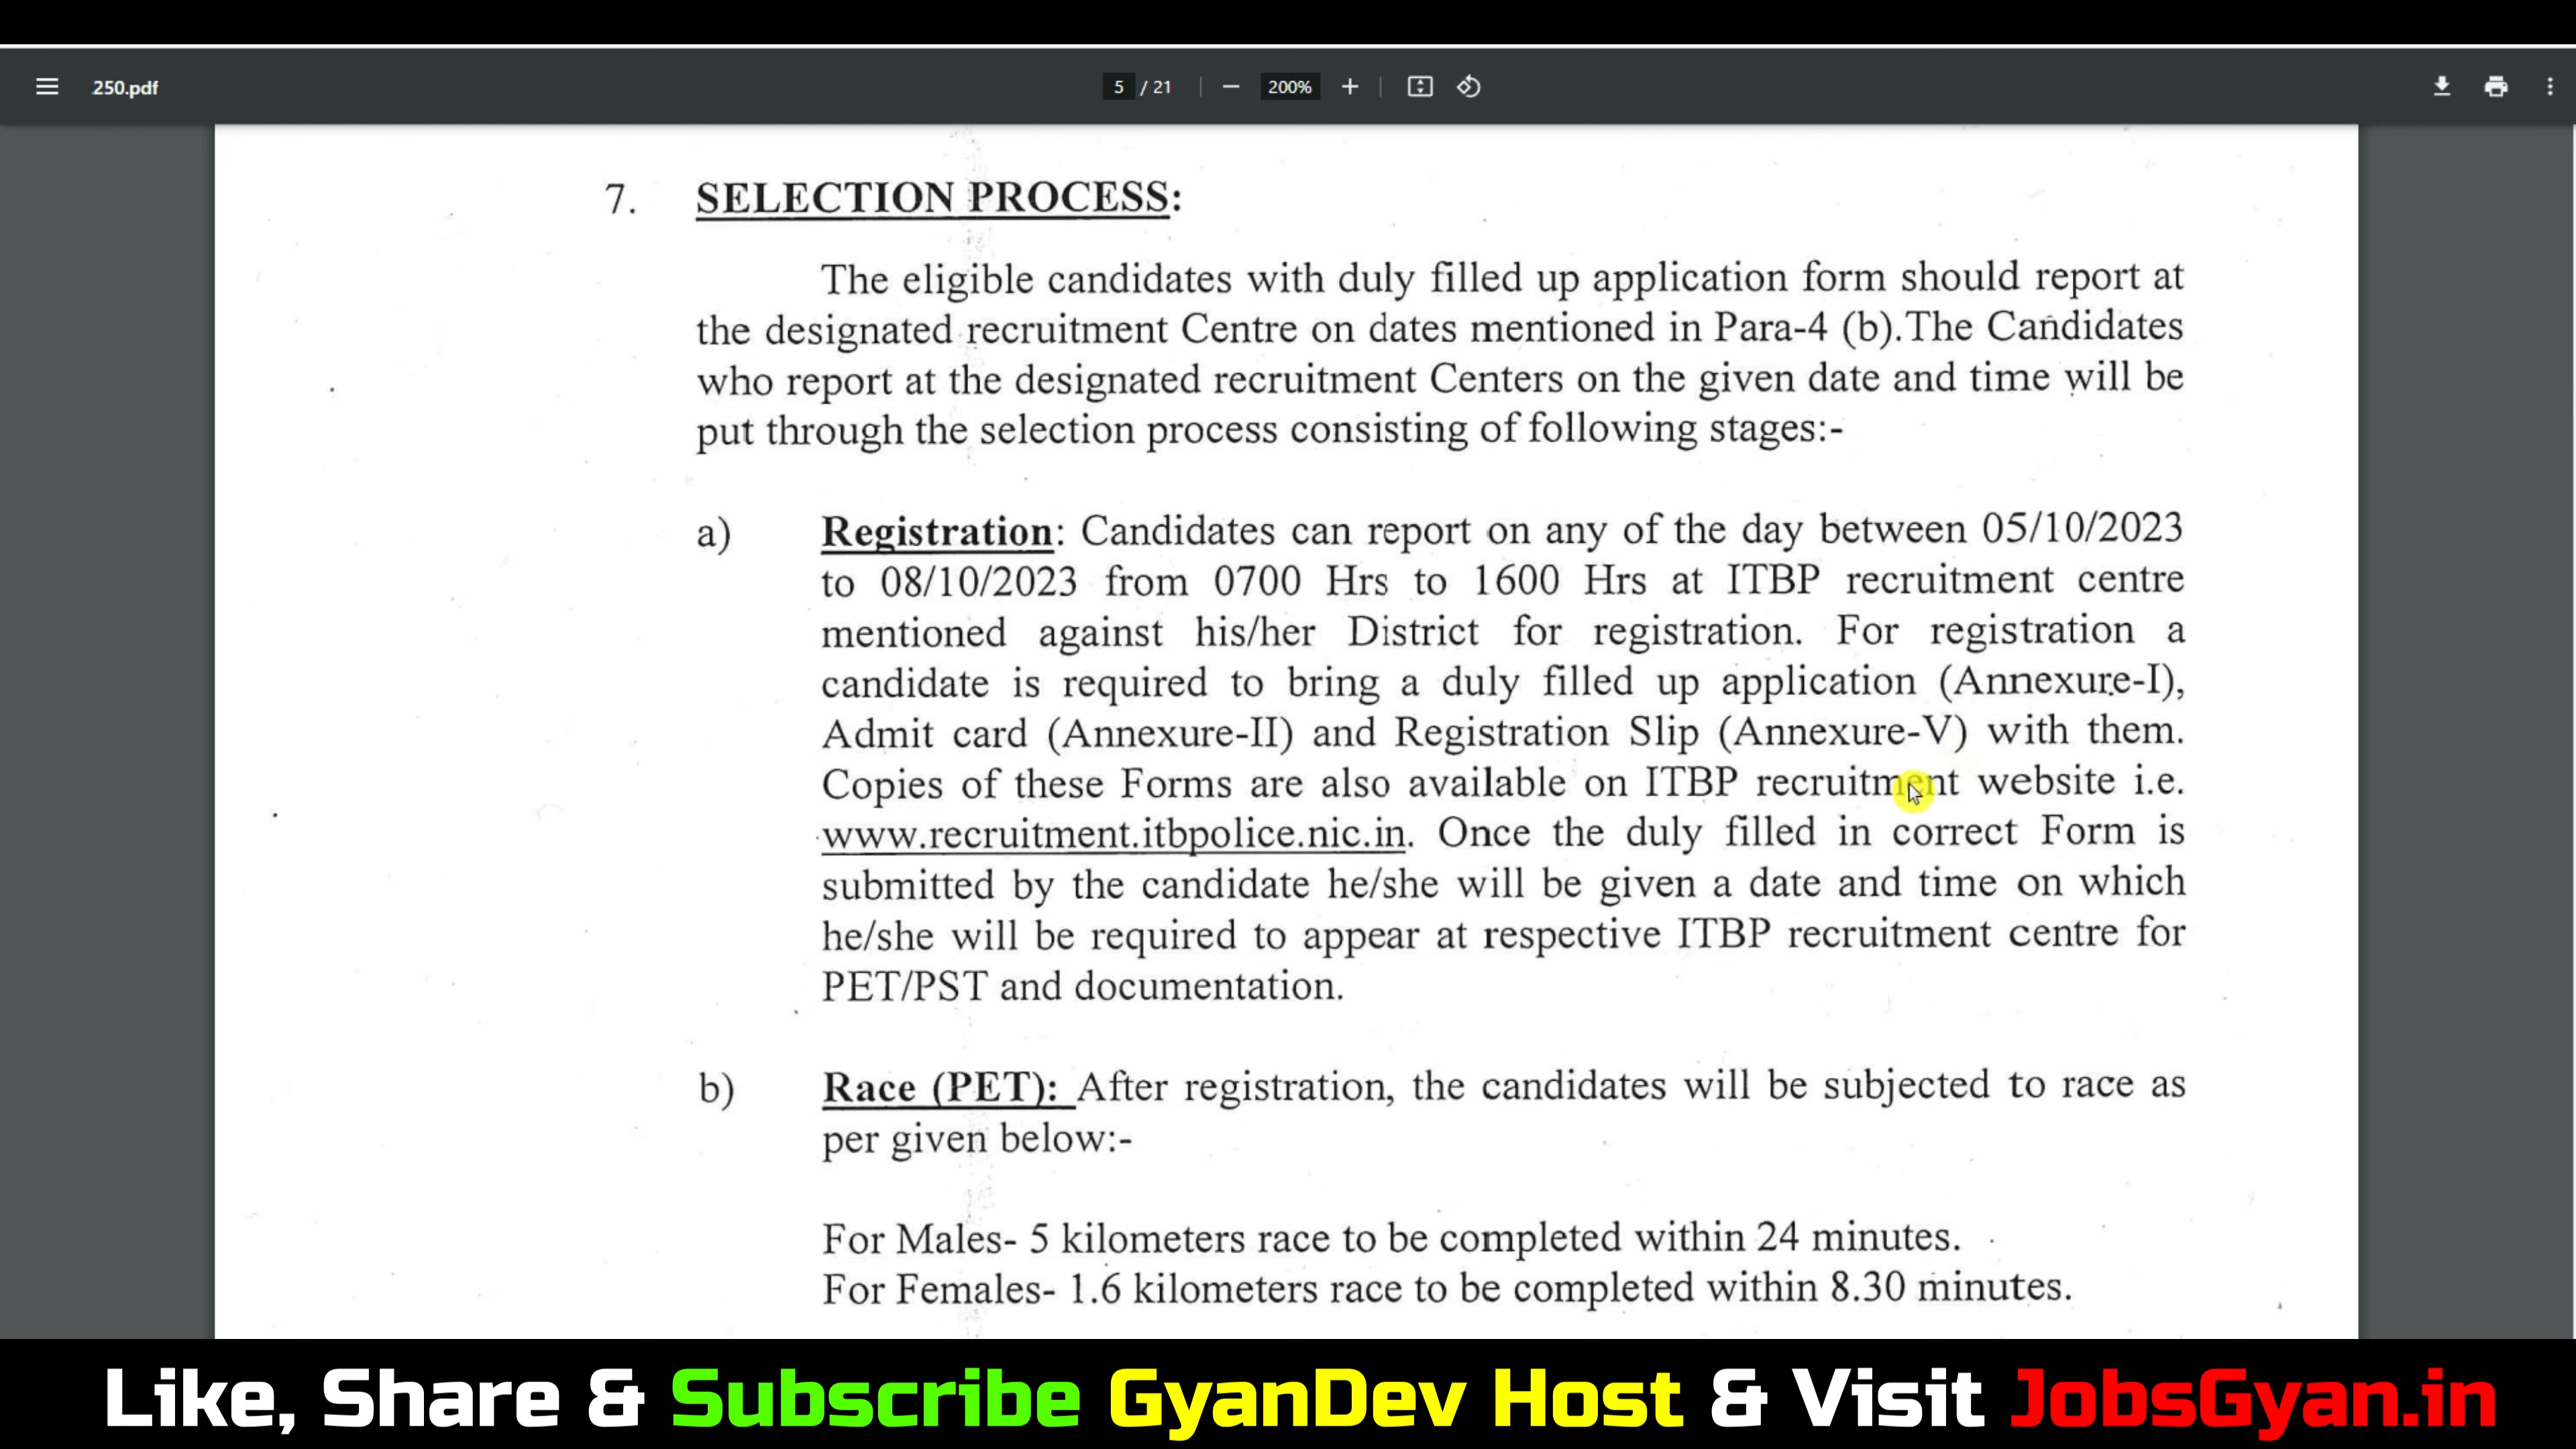 250.pdf
5 / 21
200%
7. SELECTION PROCESS:
The eligible candidates with duly filled up application form should report at
the designated recruitment Centre on dates mentioned in Para-4 (b).The Candidates
who report at the designated recruitment Centers on the given date and time will be
put through the selection process consisting of following stages:-
a) Registration: Candidates can report on any of the day between 05/10/2023
to 08/10/2023 from 0700 Hrs to 1600 Hrs at ITBP recruitment centre
mentioned against his/her District for registration. For registration a
candidate is required to bring a duly filled up application (Annexure-I),
Admit card (Annexure-II) and Registration Slip (Annexure-V) with them.
Copies of these Forms are also available on ITBP recruitment website i.e.
www.recruitment.itbpolice.nic.in. Once the duly filled in correct Form is
submitted by the candidate he/she will be given a date and time on which
he/she will be required to appear at respective ITBP recruitment centre for
PET/PST and documentation.
b) Race (PET): After registration, the candidates will be subjected to race as
per given below:-
For Males- 5 kilometers race to be completed within 24 minutes.
For Females- 1.6 kilometers race to be completed within 8.30 minutes.
Like, Share & Subscribe GyanDev Host & Visit JobsGyan.in